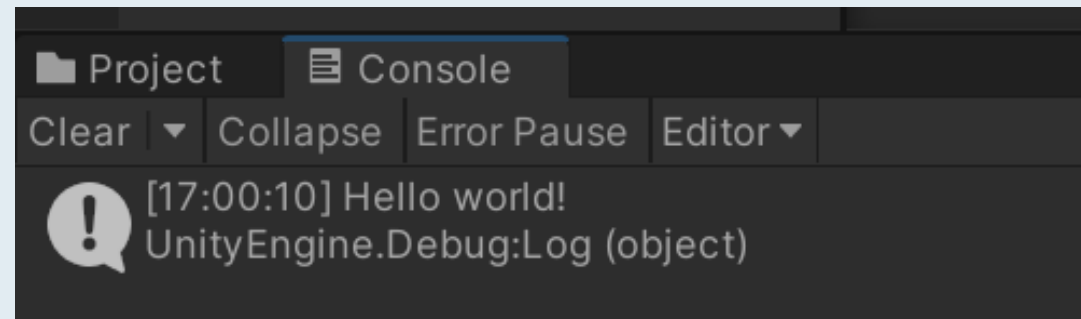 Project Console
Clear Collapse Error Pause Editor
[17:00:10] Hello world!
UnityEngine.Debug:Log (object)